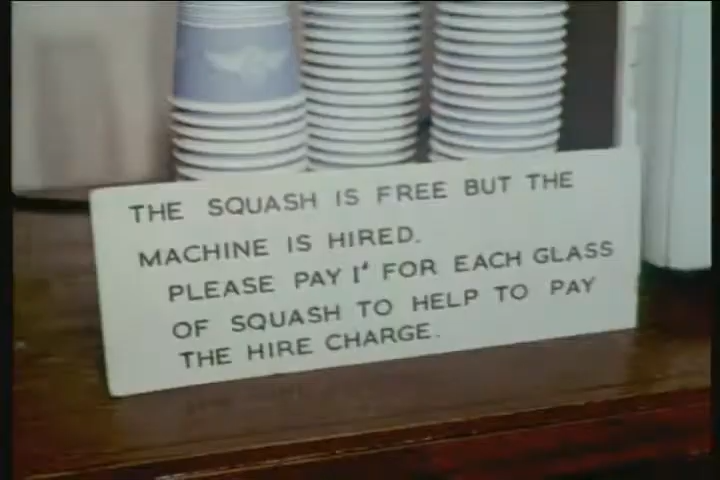 THE SQUASH IS FREE BUT THE
MACHINE IS HIRED.
PLEASE PAY 1ᵈ FOR EACH GLASS
OF SQUASH TO HELP TO PAY
THE HIRE CHARGE.